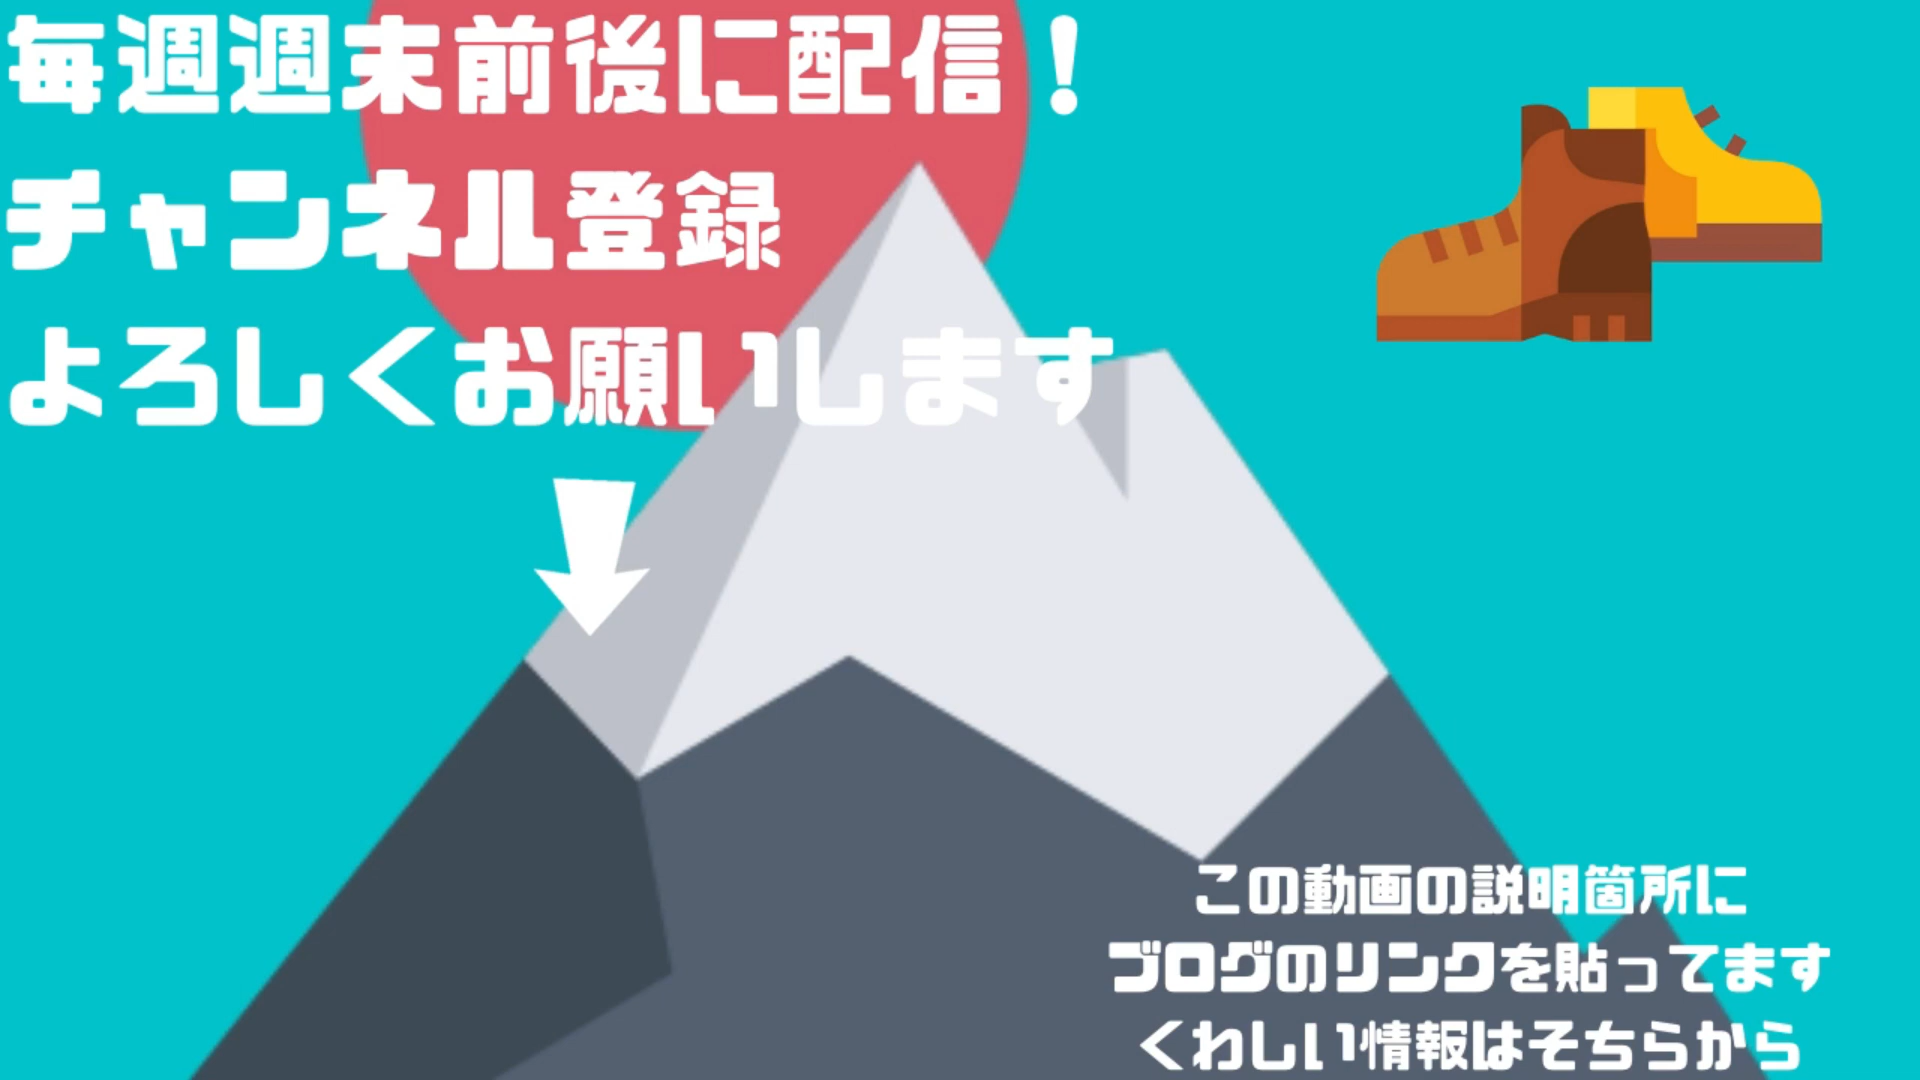 毎週週末前後に配信！
チャンネル登録
よろしくお願いします
この動画の説明箇所に
ブログのリンクを貼ってます
くわしい情報はそちらから